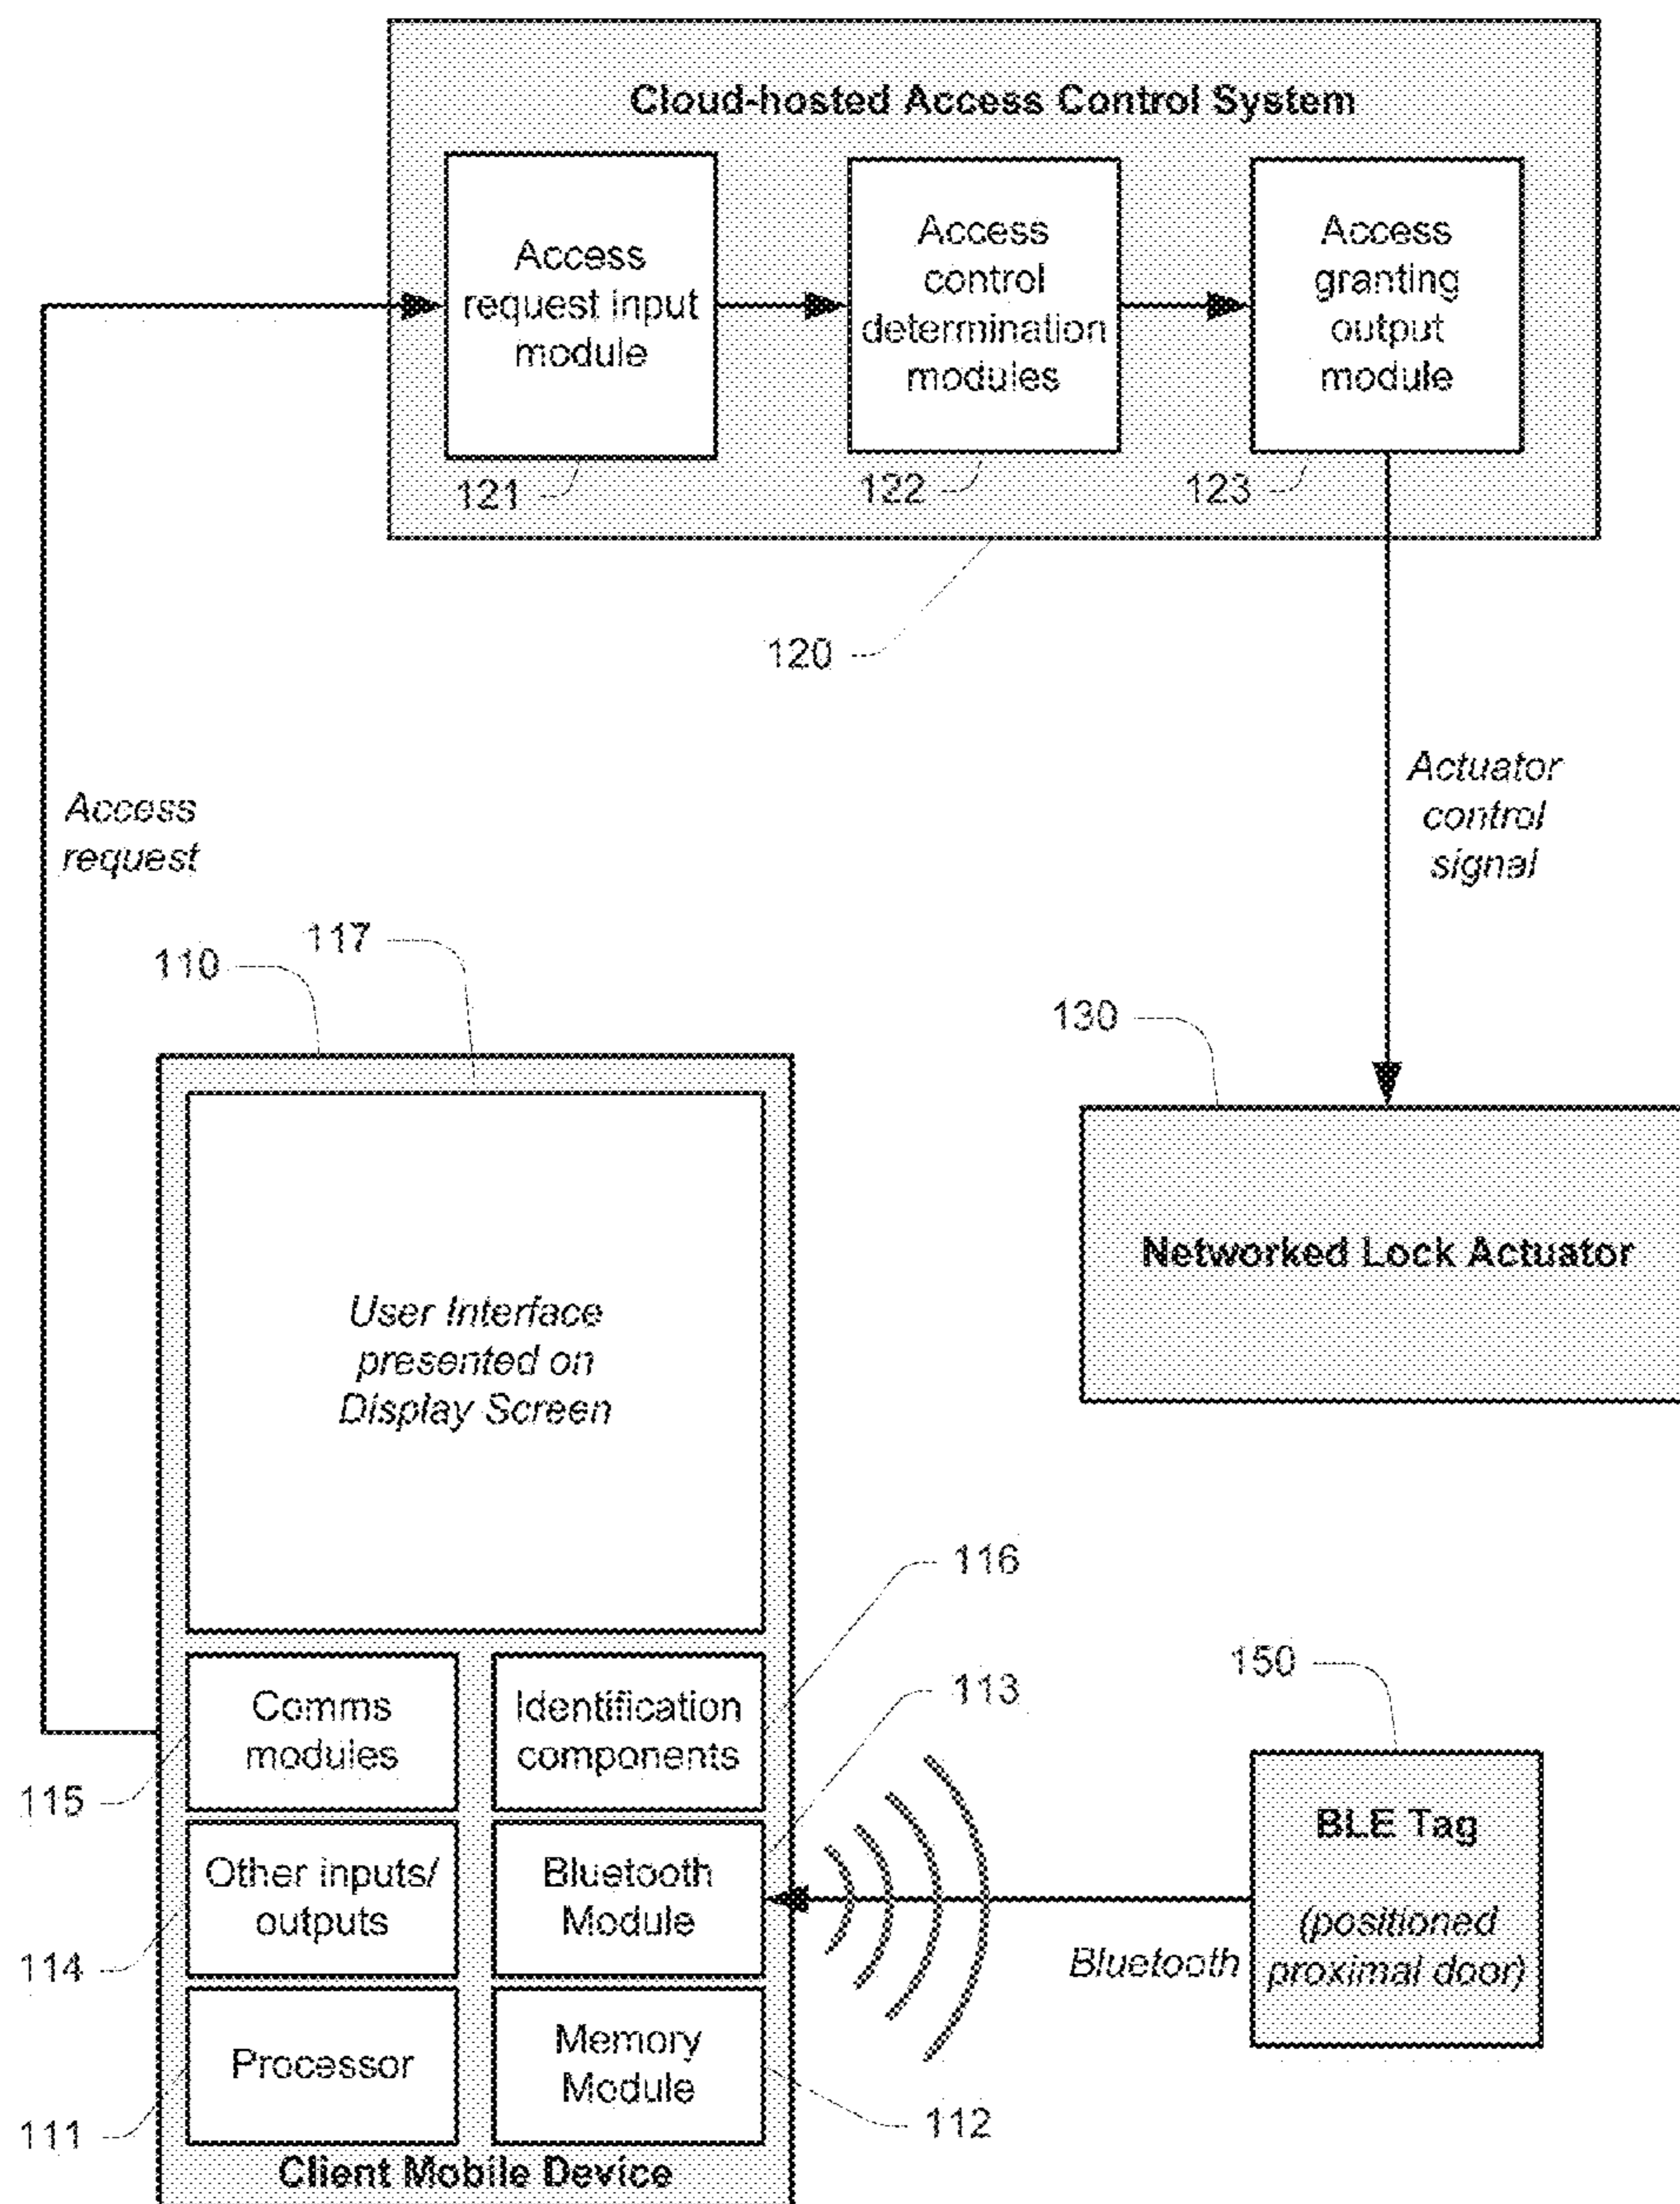 Cloud-hosted Access Control System
Access
request input
module
Access
control
determination
modules
Access
granting
output
module
121
122
123
120
Access
request
Actuator
control
signal
117
110
130
User Interface
presented on
Display Screen
Networked Lock Actuator
116
113
150
Comms
modules
Identification
components
115
Other inputs/
outputs
Bluetooth
Module
BLE Tag
(positioned
proximal door)
Bluetooth
114
Processor
Memory
Module
111
112
Client Mobile Device